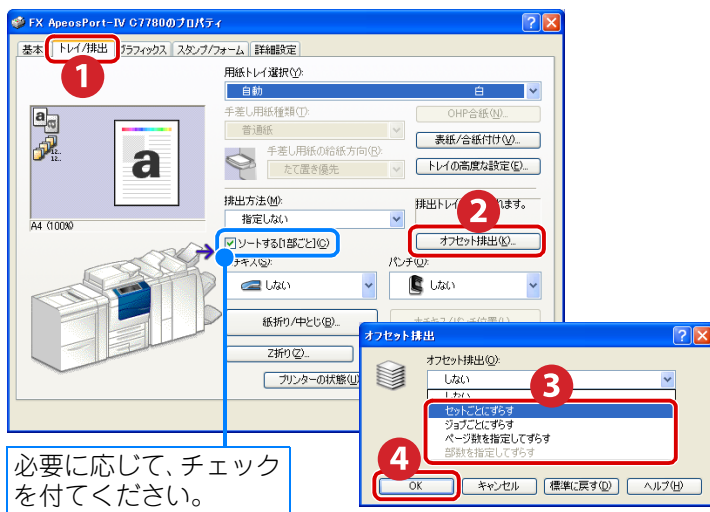 FX ApeosPort-IV C7780のプロパティ
基本 トレイ/排出 グラフィックス スタンプ/フォーム 詳細設定
1
用紙トレイ選択(Y):
自動 白
手差し用紙種類(T):
普通紙
OHP合紙(N)...
手差し用紙の給紙方向(R):
たて置き優先
表紙/合紙付け(V)...
トレイの高度な設定(E)...
a
12..
12..
a
A4 (100%)
排出方法(M):
指定しない
排出トレイ
ます。
2
ソートする[1部ごと](C)
オフセット排出(K)...
しない
パンチ(U):
しない
紙折り/中とじ(B)...
Z折り(Z)...
プリンターの状態(U)
オフセット排出
オフセット排出(O):
しない
しない
3
セットごとにずらす
ジョブごとにずらす
ページ数を指定してずらす
部数を指定してずらす
4
OK キャンセル 標準に戻す(D) ヘルプ(H)
必要に応じて、チェック
を付てください。